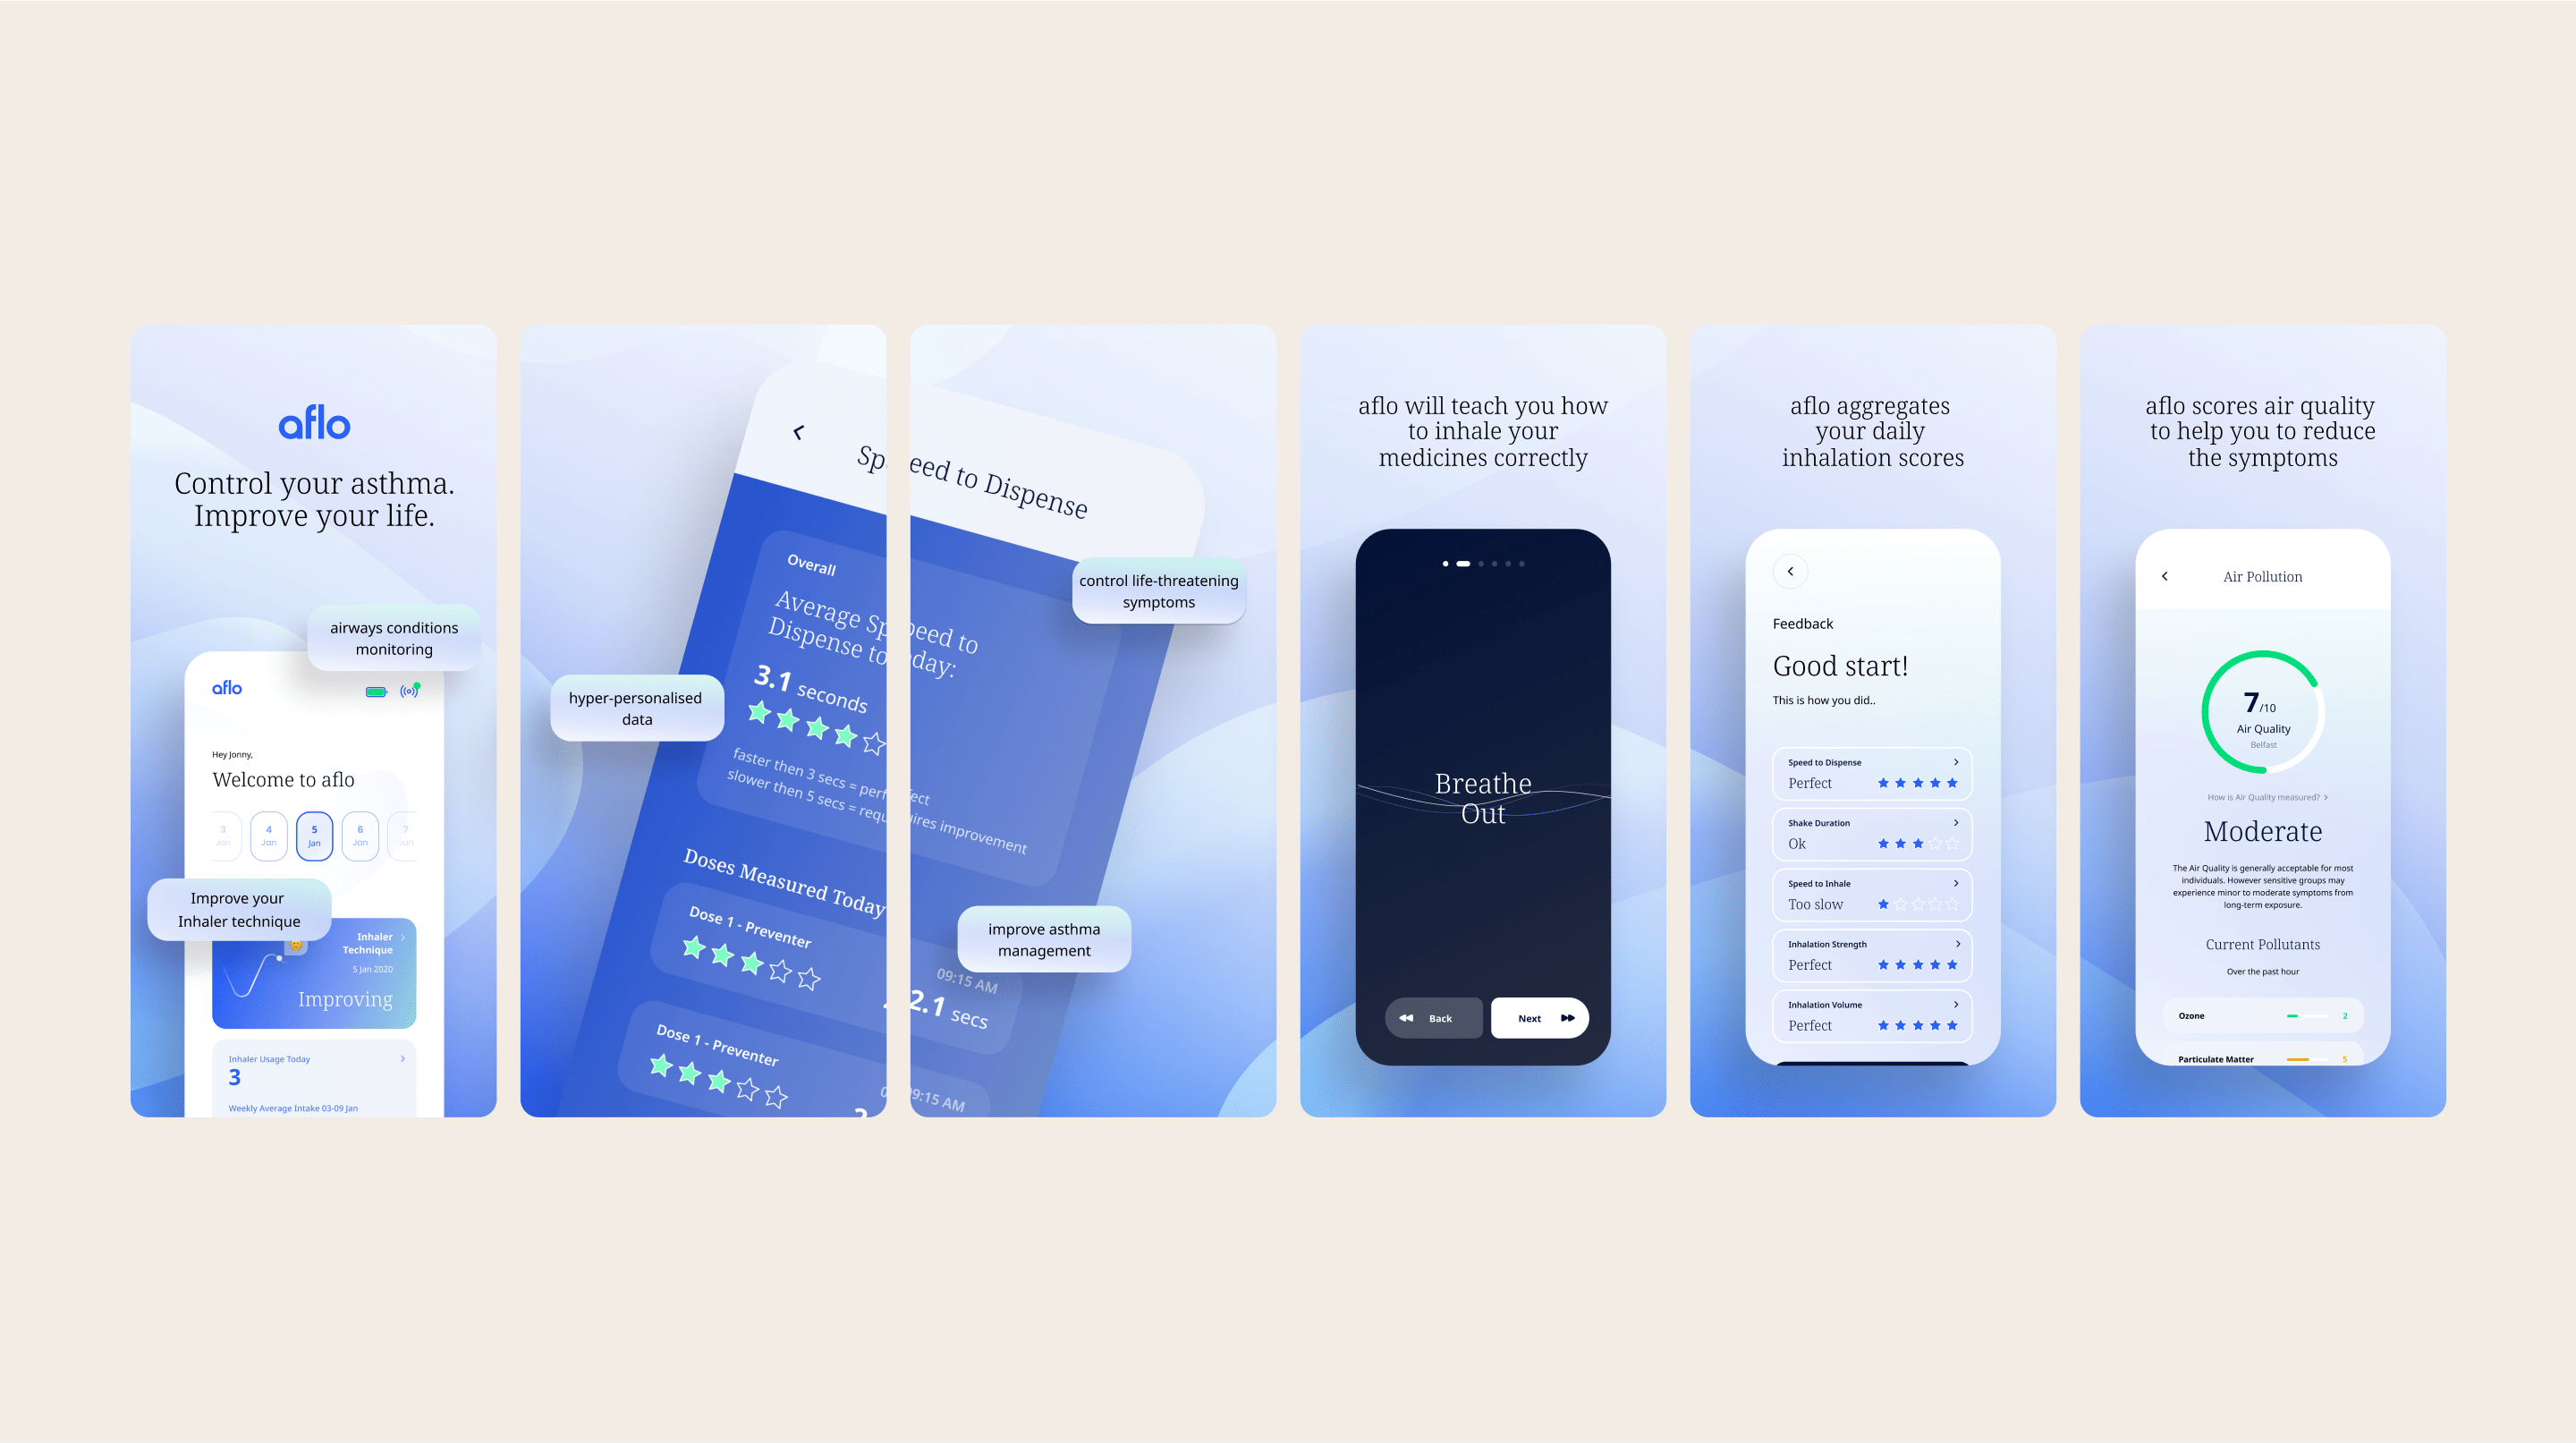 aflo
Control your asthma.
Improve your life.
airways conditions
monitoring
aflo
Hey Jonny,
Welcome to aflo
3
Jan
4
Jan
5
Jan
6
Jan
7
Jan
Improve your
Inhaler technique
Inhaler
Technique
5 Jan 2020
Improving
Inhaler Usage Today
3
Weekly Average Intake 03-09 Jan
Speed to Dispense
Overall
Average Speed to
Dispense today:
3.1 seconds
faster then 3 secs = perfect
slower then 5 secs = requires improvement
hyper-personalised
data
Doses Measured Today
Dose 1 - Preventer
09:15 AM
2.1 secs
Dose 1 - Preventer
09:15 AM
control life-threatening
symptoms
improve asthma
management
aflo will teach you how
to inhale your
medicines correctly
Breathe
Out
Back
Next
aflo aggregates
your daily
inhalation scores
Feedback
Good start!
This is how you did..
Speed to Dispense
Perfect
Shake Duration
Ok
Speed to Inhale
Too slow
Inhalation Strength
Perfect
Inhalation Volume
Perfect
aflo scores air quality
to help you to reduce
the symptoms
Air Pollution
7/10
Air Quality
Belfast
How is Air Quality measured?
Moderate
The Air Quality is generally acceptable for most
individuals. However sensitive groups may
experience minor to moderate symptoms from
long-term exposure.
Current Pollutants
Over the past hour
Ozone 2
Particulate Matter 5